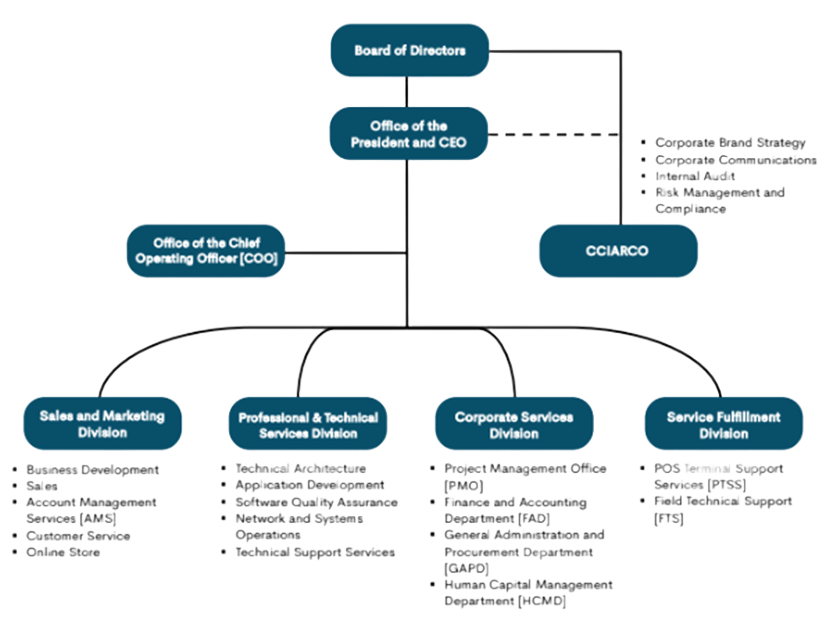 Board of Directors
Office of the
President and CEO
▪ Corporate Brand Strategy
▪ Corporate Communications
▪ Internal Audit
▪ Risk Management and
Compliance
Office of the Chief
Operating Officer [COO]
CCIARCO
Sales and Marketing
Division
▪ Business Development
▪ Sales
▪ Account Management
Services [AMS]
▪ Customer Service
▪ Online Store
Professional & Technical
Services Division
▪ Technical Architecture
▪ Application Development
▪ Software Quality Assurance
▪ Network and Systems
Operations
▪ Technical Support Services
Corporate Services
Division
▪ Project Management Office
[PMO]
▪ Finance and Accounting
Department [FAD]
▪ General Administration and
Procurement Department
[GAPD]
▪ Human Capital Management
Department [HCMD]
Service Fulfillment
Division
▪ POS Terminal Support
Services [PTSS]
▪ Field Technical Support
[FTS]